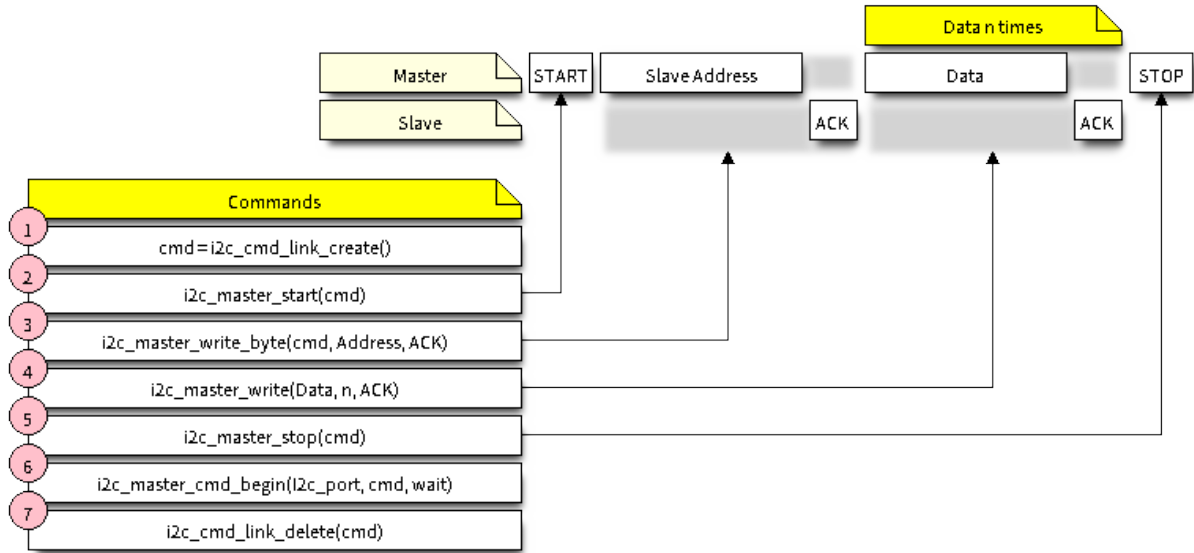 Data n times
Master START Slave Address Data STOP
Slave ACK ACK
Commands
1
cmd=i2c_cmd_link_create()
2
i2c_master_start(cmd)
3
i2c_master_write_byte(cmd, Address, ACK)
4
i2c_master_write(Data, n, ACK)
5
i2c_master_stop(cmd)
6
i2c_master_cmd_begin(I2c_port, cmd, wait)
7
i2c_cmd_link_delete(cmd)